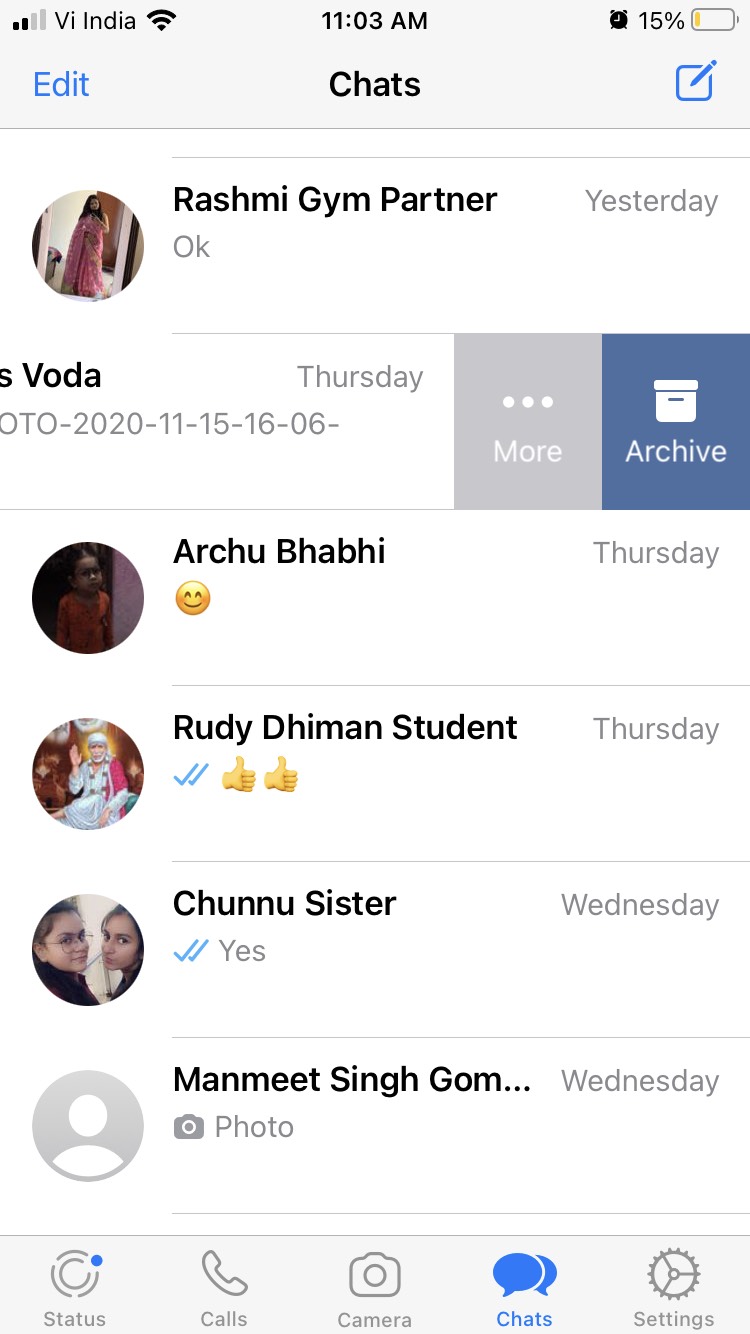 Vi India 11:03 AM 15%
Edit Chats
Rashmi Gym Partner Yesterday
Ok
s Voda Thursday
OTO-2020-11-15-16-06-
More Archive
Archu Bhabhi Thursday
😊
Rudy Dhiman Student Thursday
👍👍
Chunnu Sister Wednesday
Yes
Manmeet Singh Gom... Wednesday
Photo
Status Calls Camera Chats Settings